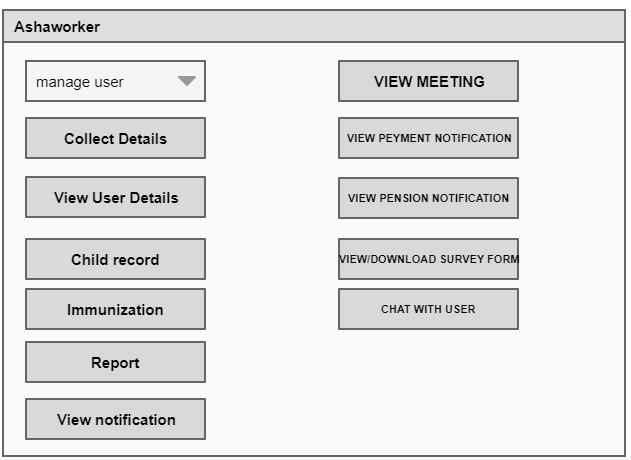 Ashaworker
manage user
Collect Details
View User Details
Child record
Immunization
Report
View notification
VIEW MEETING
VIEW PEYMENT NOTIFICATION
VIEW PENSION NOTIFICATION
VIEW/DOWNLOAD SURVEY FORM
CHAT WITH USER